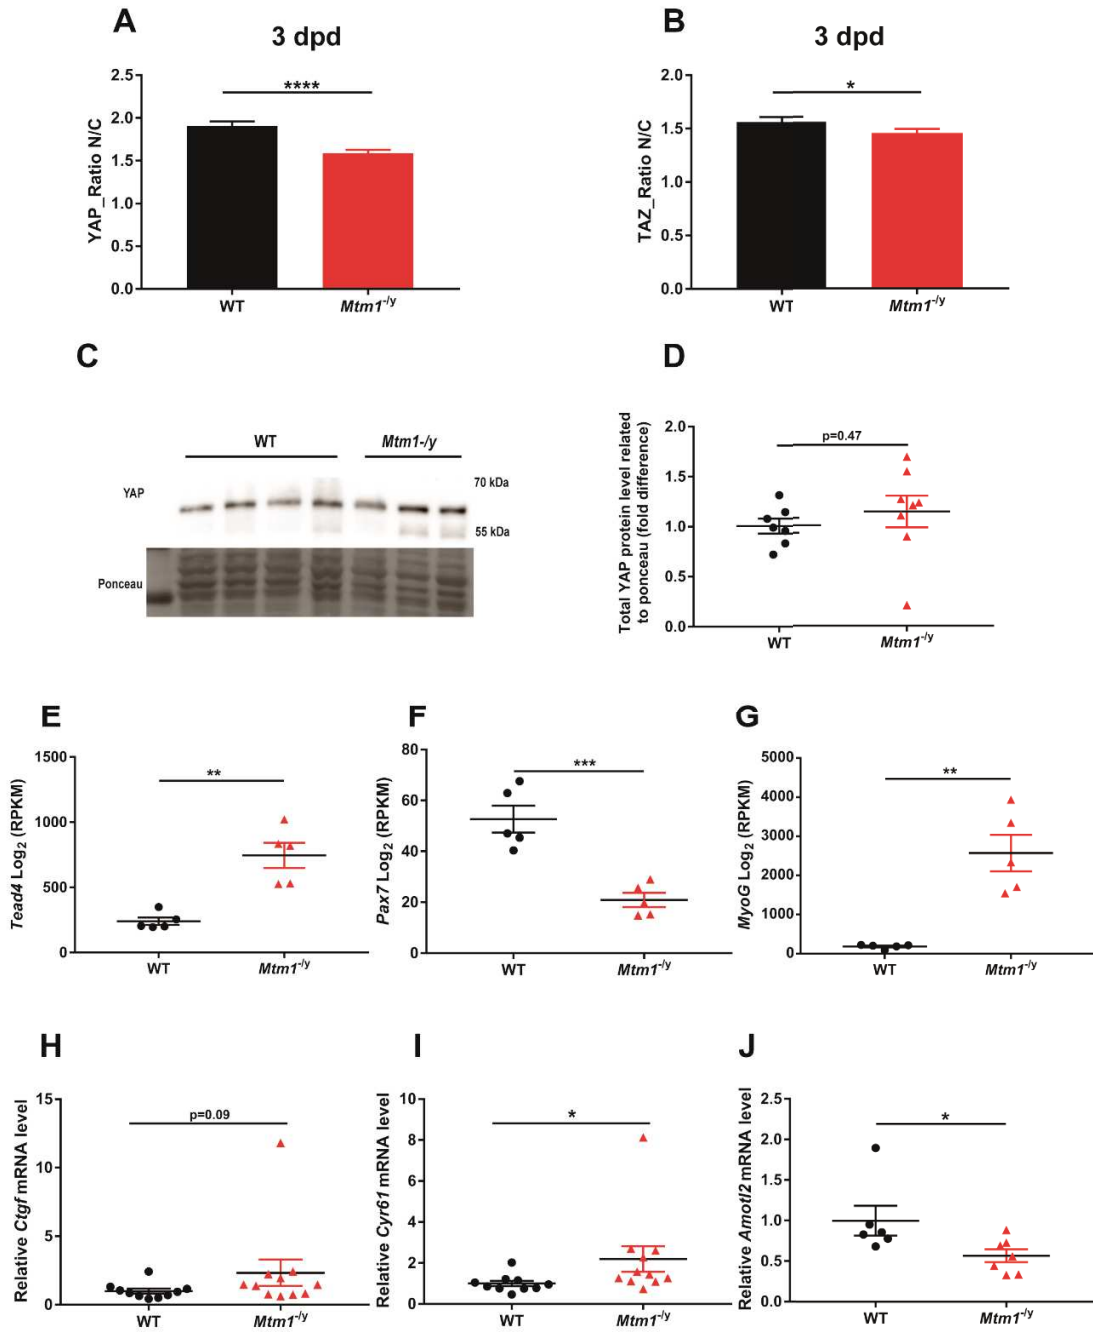 A
3 dpd
****
YAP_Ratio N/C
2.5
2.0
1.5
1.0
0.5
0.0
WT
Mtm1-/y
B
3 dpd
*
TAZ_Ratio N/C
2.0
1.5
1.0
0.5
0.0
WT
Mtm1-/y
C
WT
Mtm1-/y
YAP
70 kDa
55 kDa
Ponceau
D
p=0.47
Total YAP protein level related
to ponceau (fold difference)
2.0
1.5
1.0
0.5
0.0
WT
Mtm1-/y
E
**
Tead4 Log2 (RPKM)
1500
1000
500
0
WT
Mtm1-/y
F
***
Pax7 Log2 (RPKM)
80
60
40
20
0
WT
Mtm1-/y
G
**
MyoG Log2 (RPKM)
5000
4000
3000
2000
1000
0
WT
Mtm1-/y
H
p=0.09
Relative Ctgf mRNA level
15
10
5
0
WT
Mtm1-/y
I
*
Relative Cyr61 mRNA level
10
8
6
4
2
0
WT
Mtm1-/y
J
*
Relative Amotl2 mRNA level
2.5
2.0
1.5
1.0
0.5
0.0
WT
Mtm1-/y